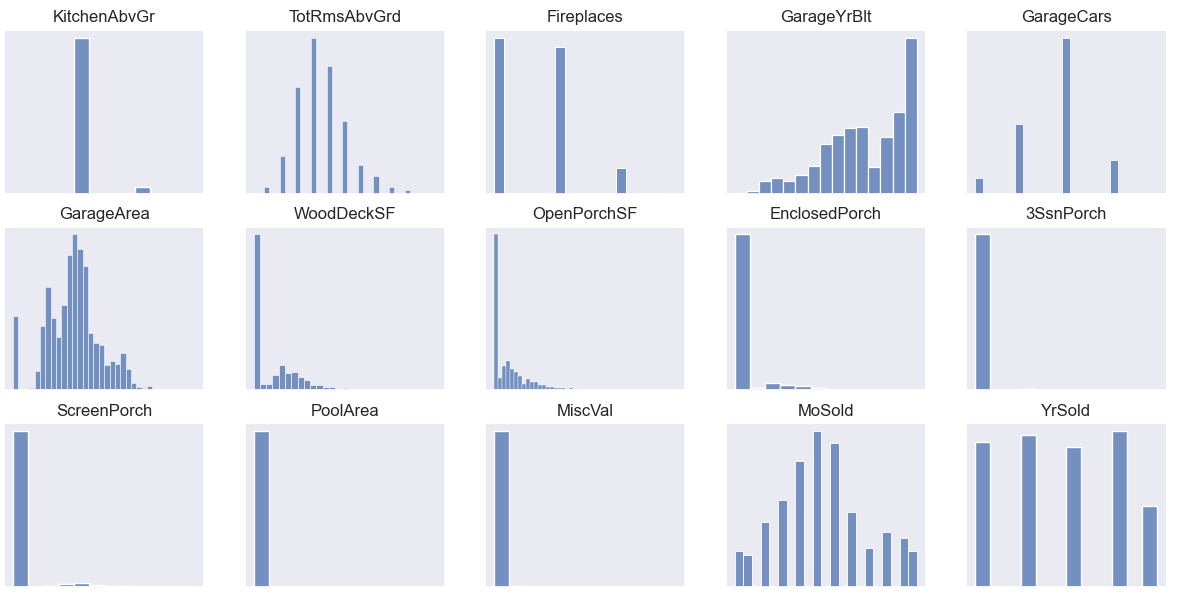 KitchenAbvGr TotRmsAbvGrd Fireplaces GarageYrBlt GarageCars
GarageArea WoodDeckSF OpenPorchSF EnclosedPorch 3SsnPorch
ScreenPorch PoolArea MiscVal MoSold YrSold